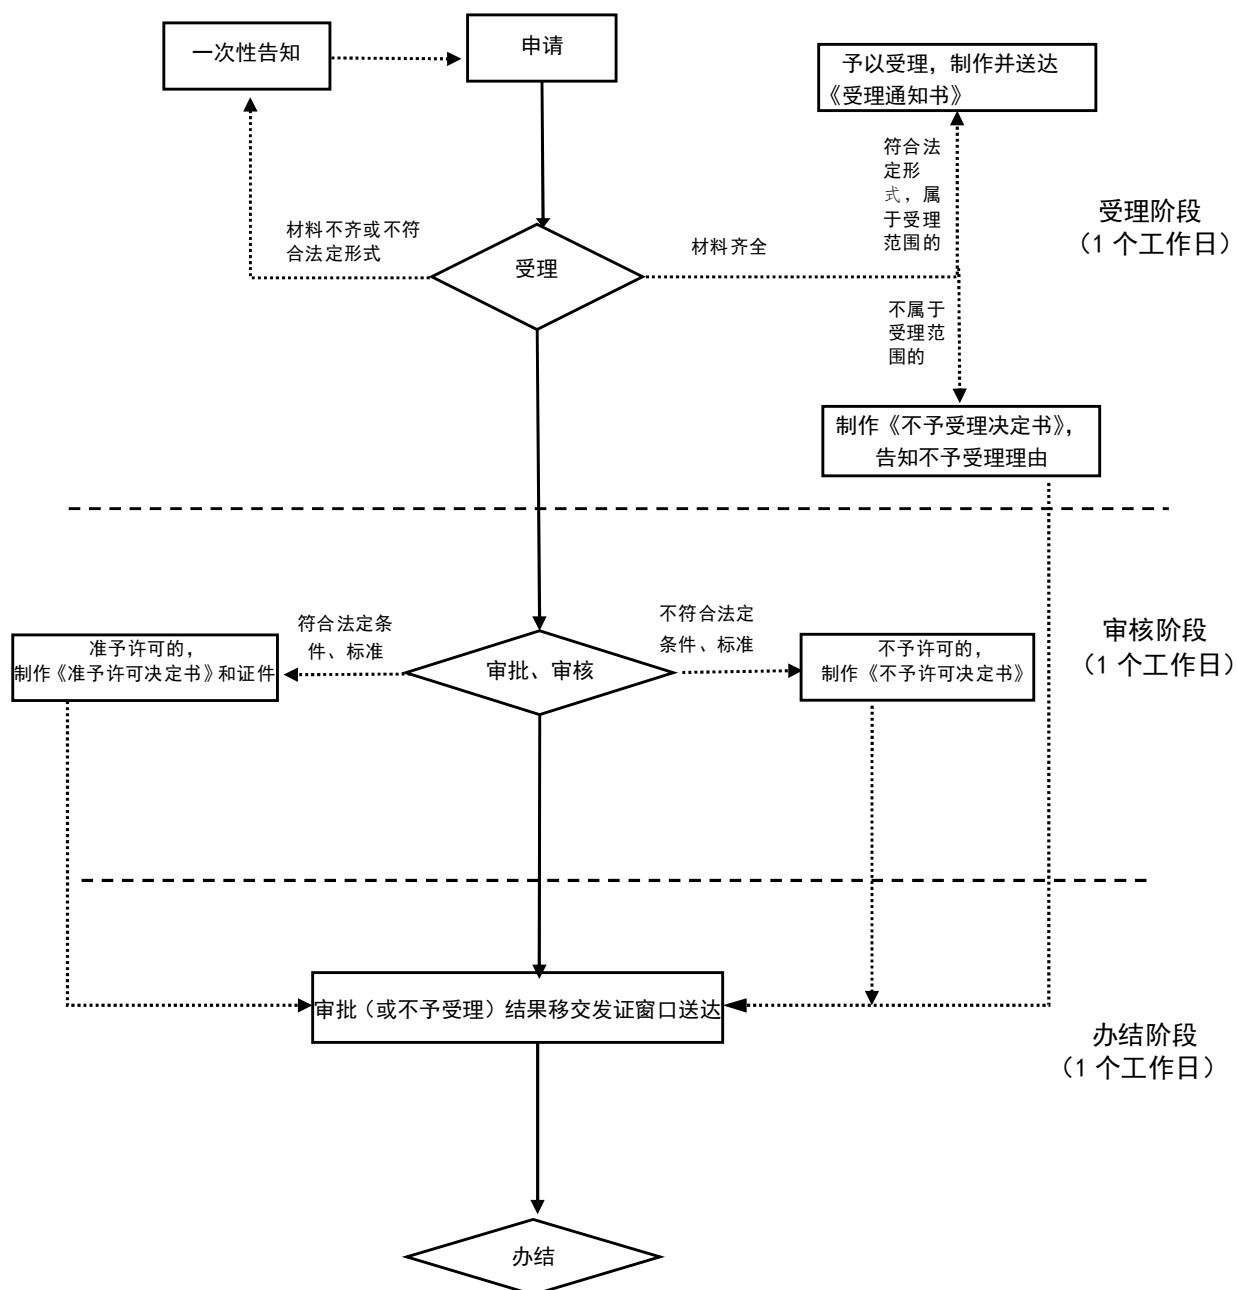 一次性告知
申请
予以受理，制作并送达
《受理通知书》
符合法
定形
式，属
于受理
范围的
受理阶段
（1 个工作日）
材料不齐或不符
合法定形式
受理
材料齐全
不属于
受理范
围的
制作《不予受理决定书》，
告知不予受理理由
符合法定条
件、标准
不符合法定
条件、标准
准予许可的，
制作《准予许可决定书》和证件
审批、审核
不予许可的，
制作《不予许可决定书》
审核阶段
（1 个工作日）
审批（或不予受理）结果移交发证窗口送达
办结阶段
（1 个工作日）
办结